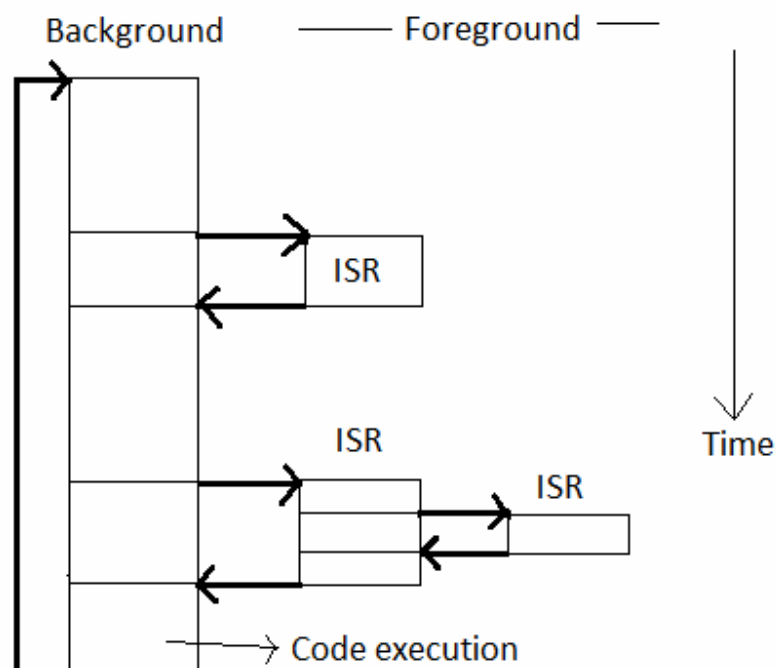 Background
Foreground
ISR
ISR
Time
ISR
Code execution